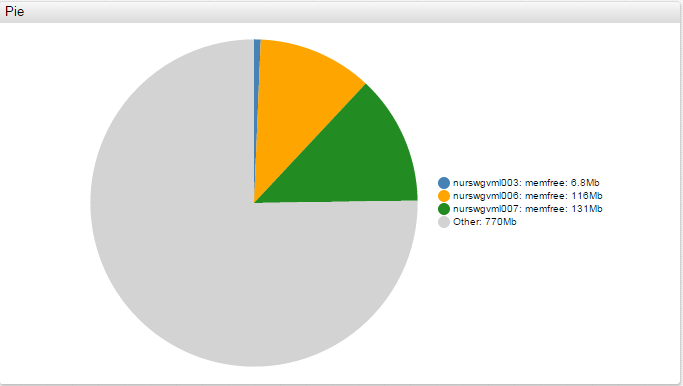 Pie
nurswgvml003: memfree: 6.8Mb
nurswgvml006: memfree: 116Mb
nurswgvml007: memfree: 131Mb
Other: 770Mb